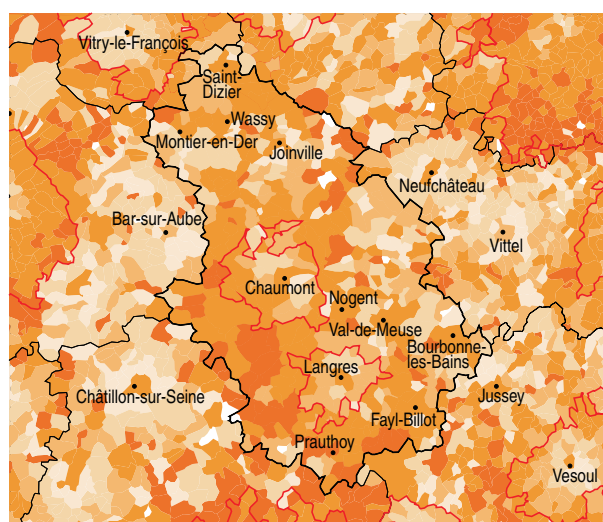 Vitry-le-François
Saint-
Dizier
Wassy
Montier-en-Der
Joinville
Neufchâteau
Bar-sur-Aube
Vittel
Chaumont
Nogent
Val-de-Meuse
Bourbonne-
les-Bains
Langres
Châtillon-sur-Seine
Jussey
Fayl-Billot
Prauthoy
Vesoul